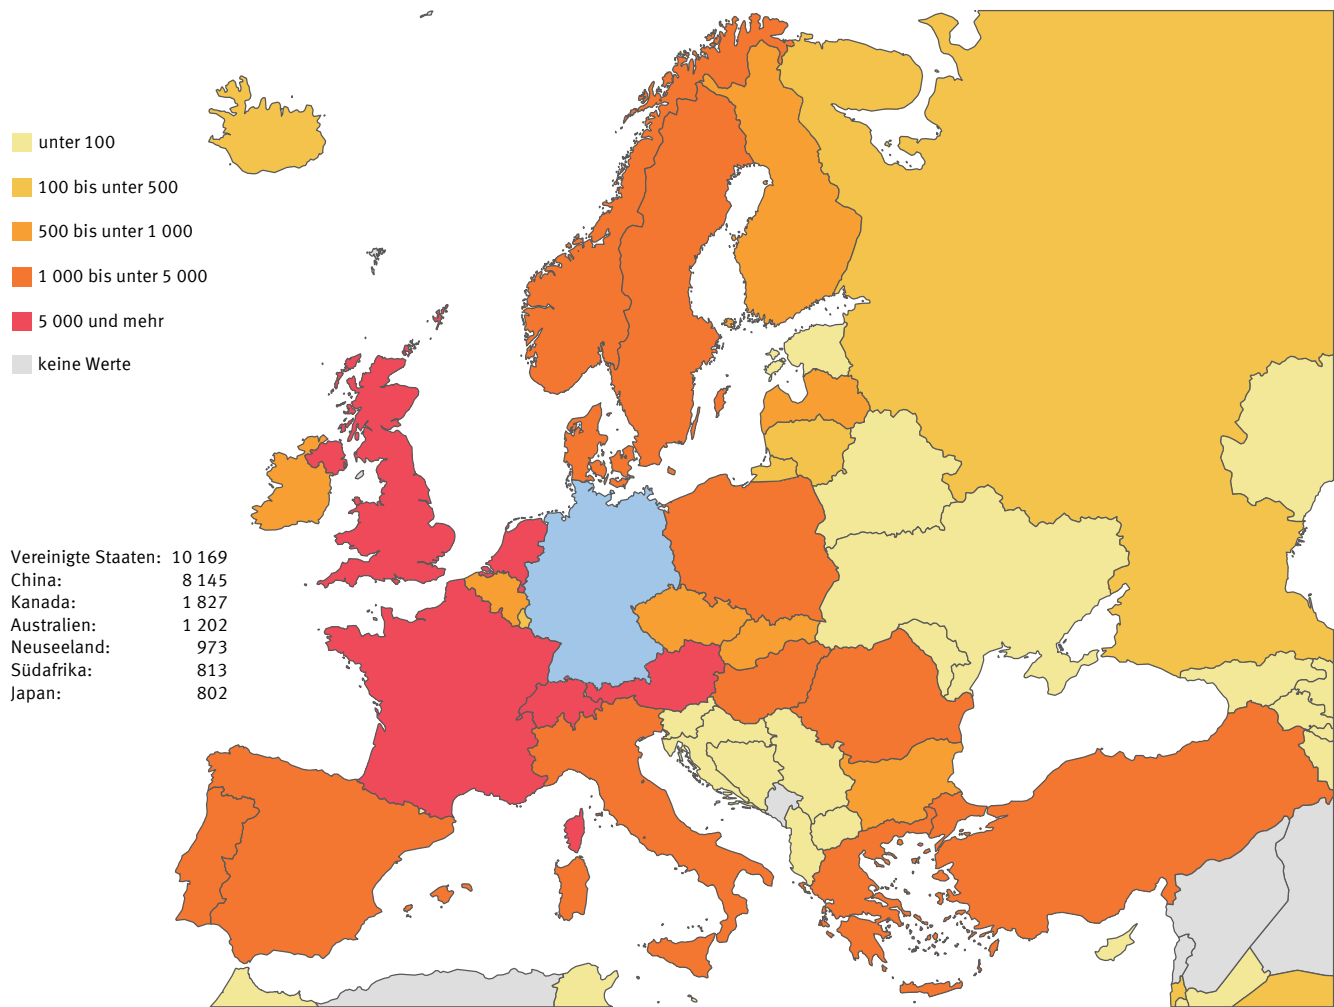 unter 100
100 bis unter 500
500 bis unter 1 000
1 000 bis unter 5 000
5 000 und mehr
keine Werte
Vereinigte Staaten: 10 169
China: 8 145
Kanada: 1 827
Australien: 1 202
Neuseeland: 973
Südafrika: 813
Japan: 802